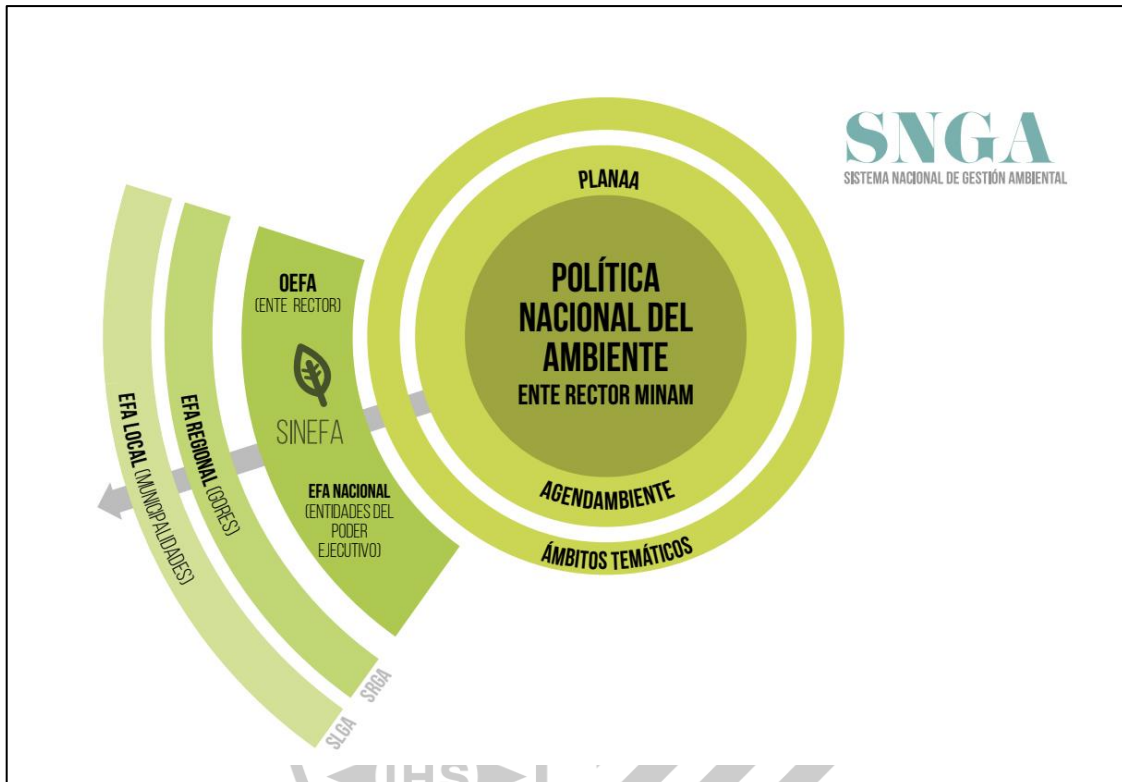 SNGA
SISTEMA NACIONAL DE GESTIÓN AMBIENTAL
PLANAA
POLÍTICA
NACIONAL DEL
AMBIENTE
ENTE RECTOR MINAM
AGENDAMBIENTE
ÁMBITOS TEMÁTICOS
OEFA
(ENTE RECTOR)
SINEFA
EFA NACIONAL
(ENTIDADES DEL
PODER
EJECUTIVO)
EFA REGIONAL (GORES)
EFA LOCAL (MUNICIPALIDADES)
SRGA
SLGA
IHS